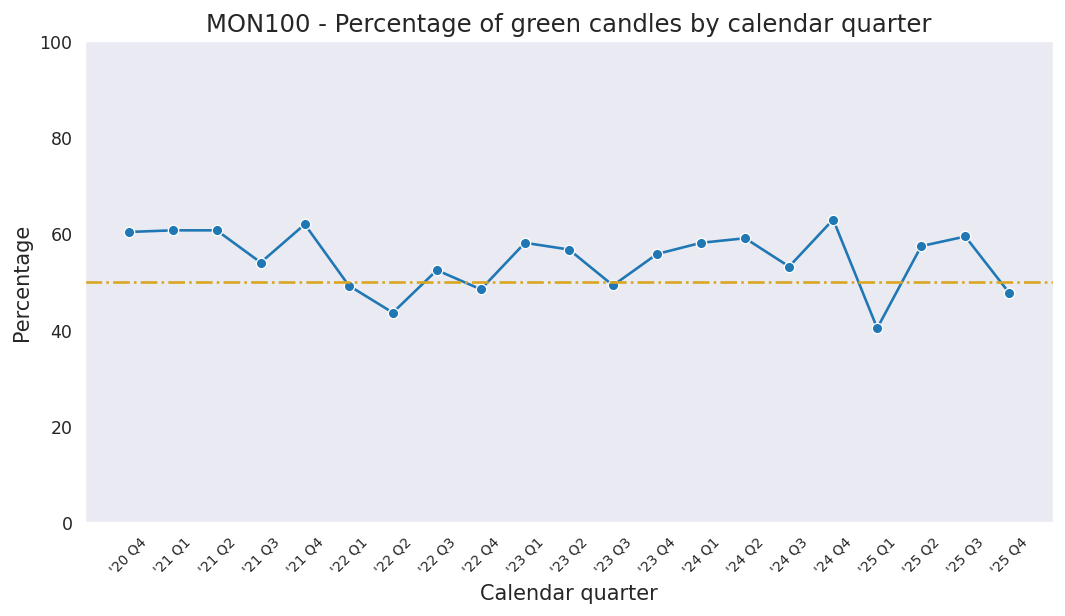 MON100 - Percentage of green candles by calendar quarter
100
80
60
40
20
0
Percentage
'20 Q4
'21 Q1
'21 Q2
'21 Q3
'21 Q4
'22 Q1
'22 Q2
'22 Q3
'22 Q4
'23 Q1
'23 Q2
'23 Q3
'23 Q4
'24 Q1
'24 Q2
'24 Q3
'24 Q4
'25 Q1
'25 Q2
'25 Q3
'25 Q4
Calendar quarter